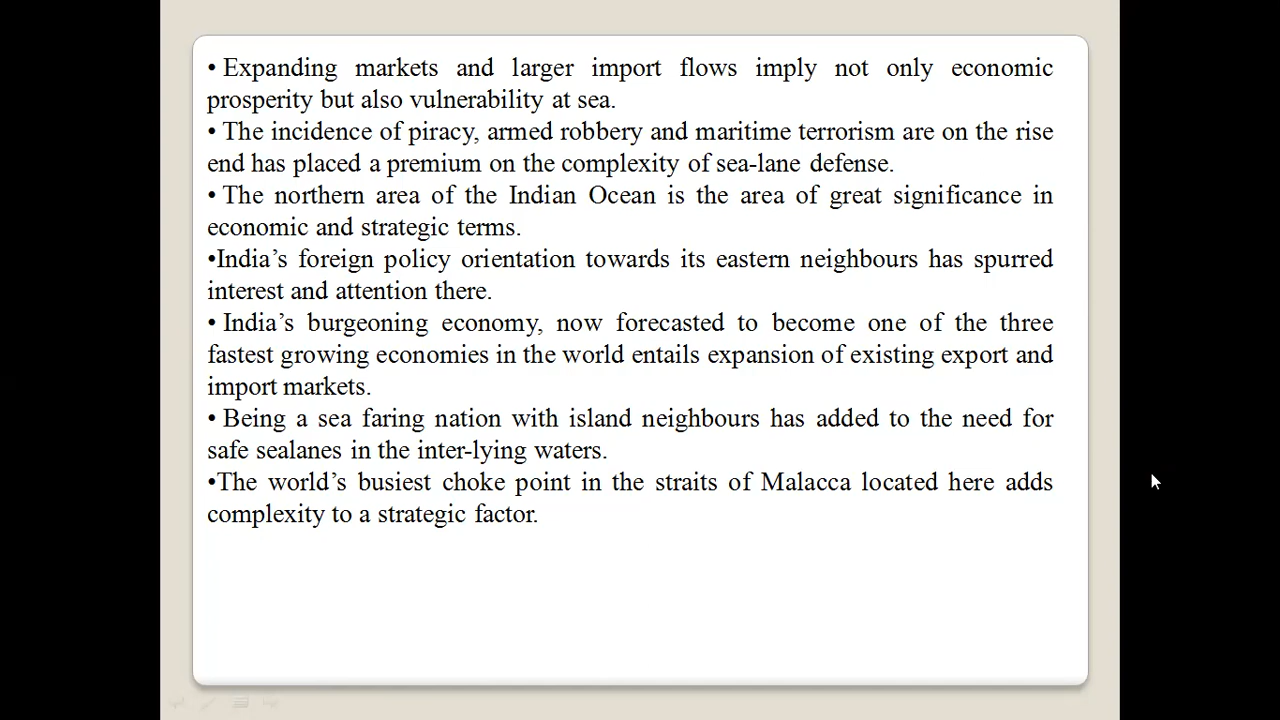 • Expanding markets and larger import flows imply not only economic
prosperity but also vulnerability at sea.
• The incidence of piracy, armed robbery and maritime terrorism are on the rise
end has placed a premium on the complexity of sea-lane defense.
• The northern area of the Indian Ocean is the area of great significance in
economic and strategic terms.
•India’s foreign policy orientation towards its eastern neighbours has spurred
interest and attention there.
• India’s burgeoning economy, now forecasted to become one of the three
fastest growing economies in the world entails expansion of existing export and
import markets.
• Being a sea faring nation with island neighbours has added to the need for
safe sealanes in the inter-lying waters.
•The world’s busiest choke point in the straits of Malacca located here adds
complexity to a strategic factor.